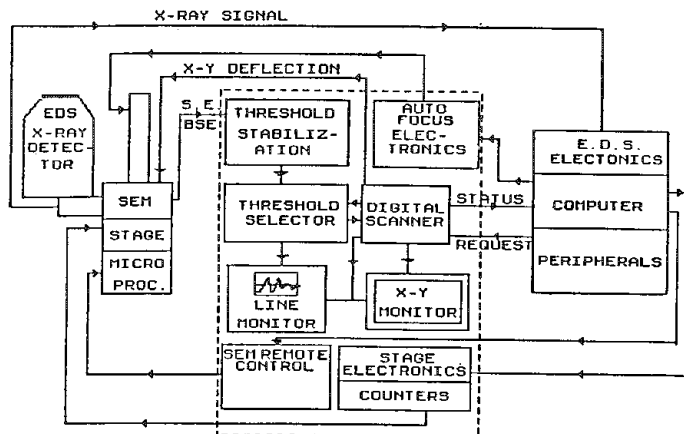 X-RAY SIGNAL
X-Y DEFLECTION
EDS
X-RAY
DETEC-
TOR
S E
BSE
THRESHOLD
STABILIZ-
ATION
AUTO
FOCUS
ELEC-
TRONICS
E.D.S.
ELECTONICS
SEM
STAGE
MICRO
PROC.
THRESHOLD
SELECTOR
DIGITAL
SCANNER
STATUS
REQUEST
COMPUTER
PERIPHERALS
LINE
MONITOR
X-Y
MONITOR
SEM REMOTE
CONTROL
STAGE
ELECTRONICS
COUNTERS